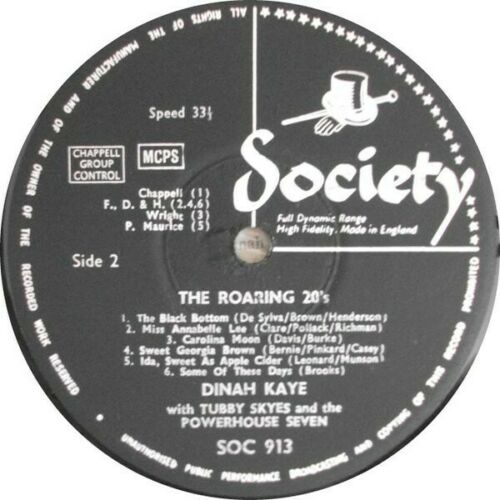 ALL RIGHTS OF THE MANUFACTURER AND OF THE OWNER OF THE RECORDED WORK RESERVED
Speed 33⅓
CHAPPELL
GROUP
CONTROL
MCPS
Society
Chappell (1)
F., D. & H. (2.4.6)
Wright (3)
P. Maurice (5)
Full Dynamic Range
High Fidelity. Made in England
Side 2
THE ROARING 20's
1. The Black Bottom (De Sylva/Brown/Henderson)
2. Miss Annabelle Lee (Clare/Pollack/Richman)
3. Carolina Moon (Davis/Burke)
4. Sweet Georgia Brown (Bernie/Pinkard/Casey)
5. Ida, Sweet As Apple Cider (Leonard/Munson)
6. Some Of These Days (Brooks)
DINAH KAYE
with TUBBY SKYES and the
POWERHOUSE SEVEN
SOC 913
UNAUTHORISED PUBLIC PERFORMANCE BROADCASTING AND COPYING OF THIS RECORD PROHIBITED